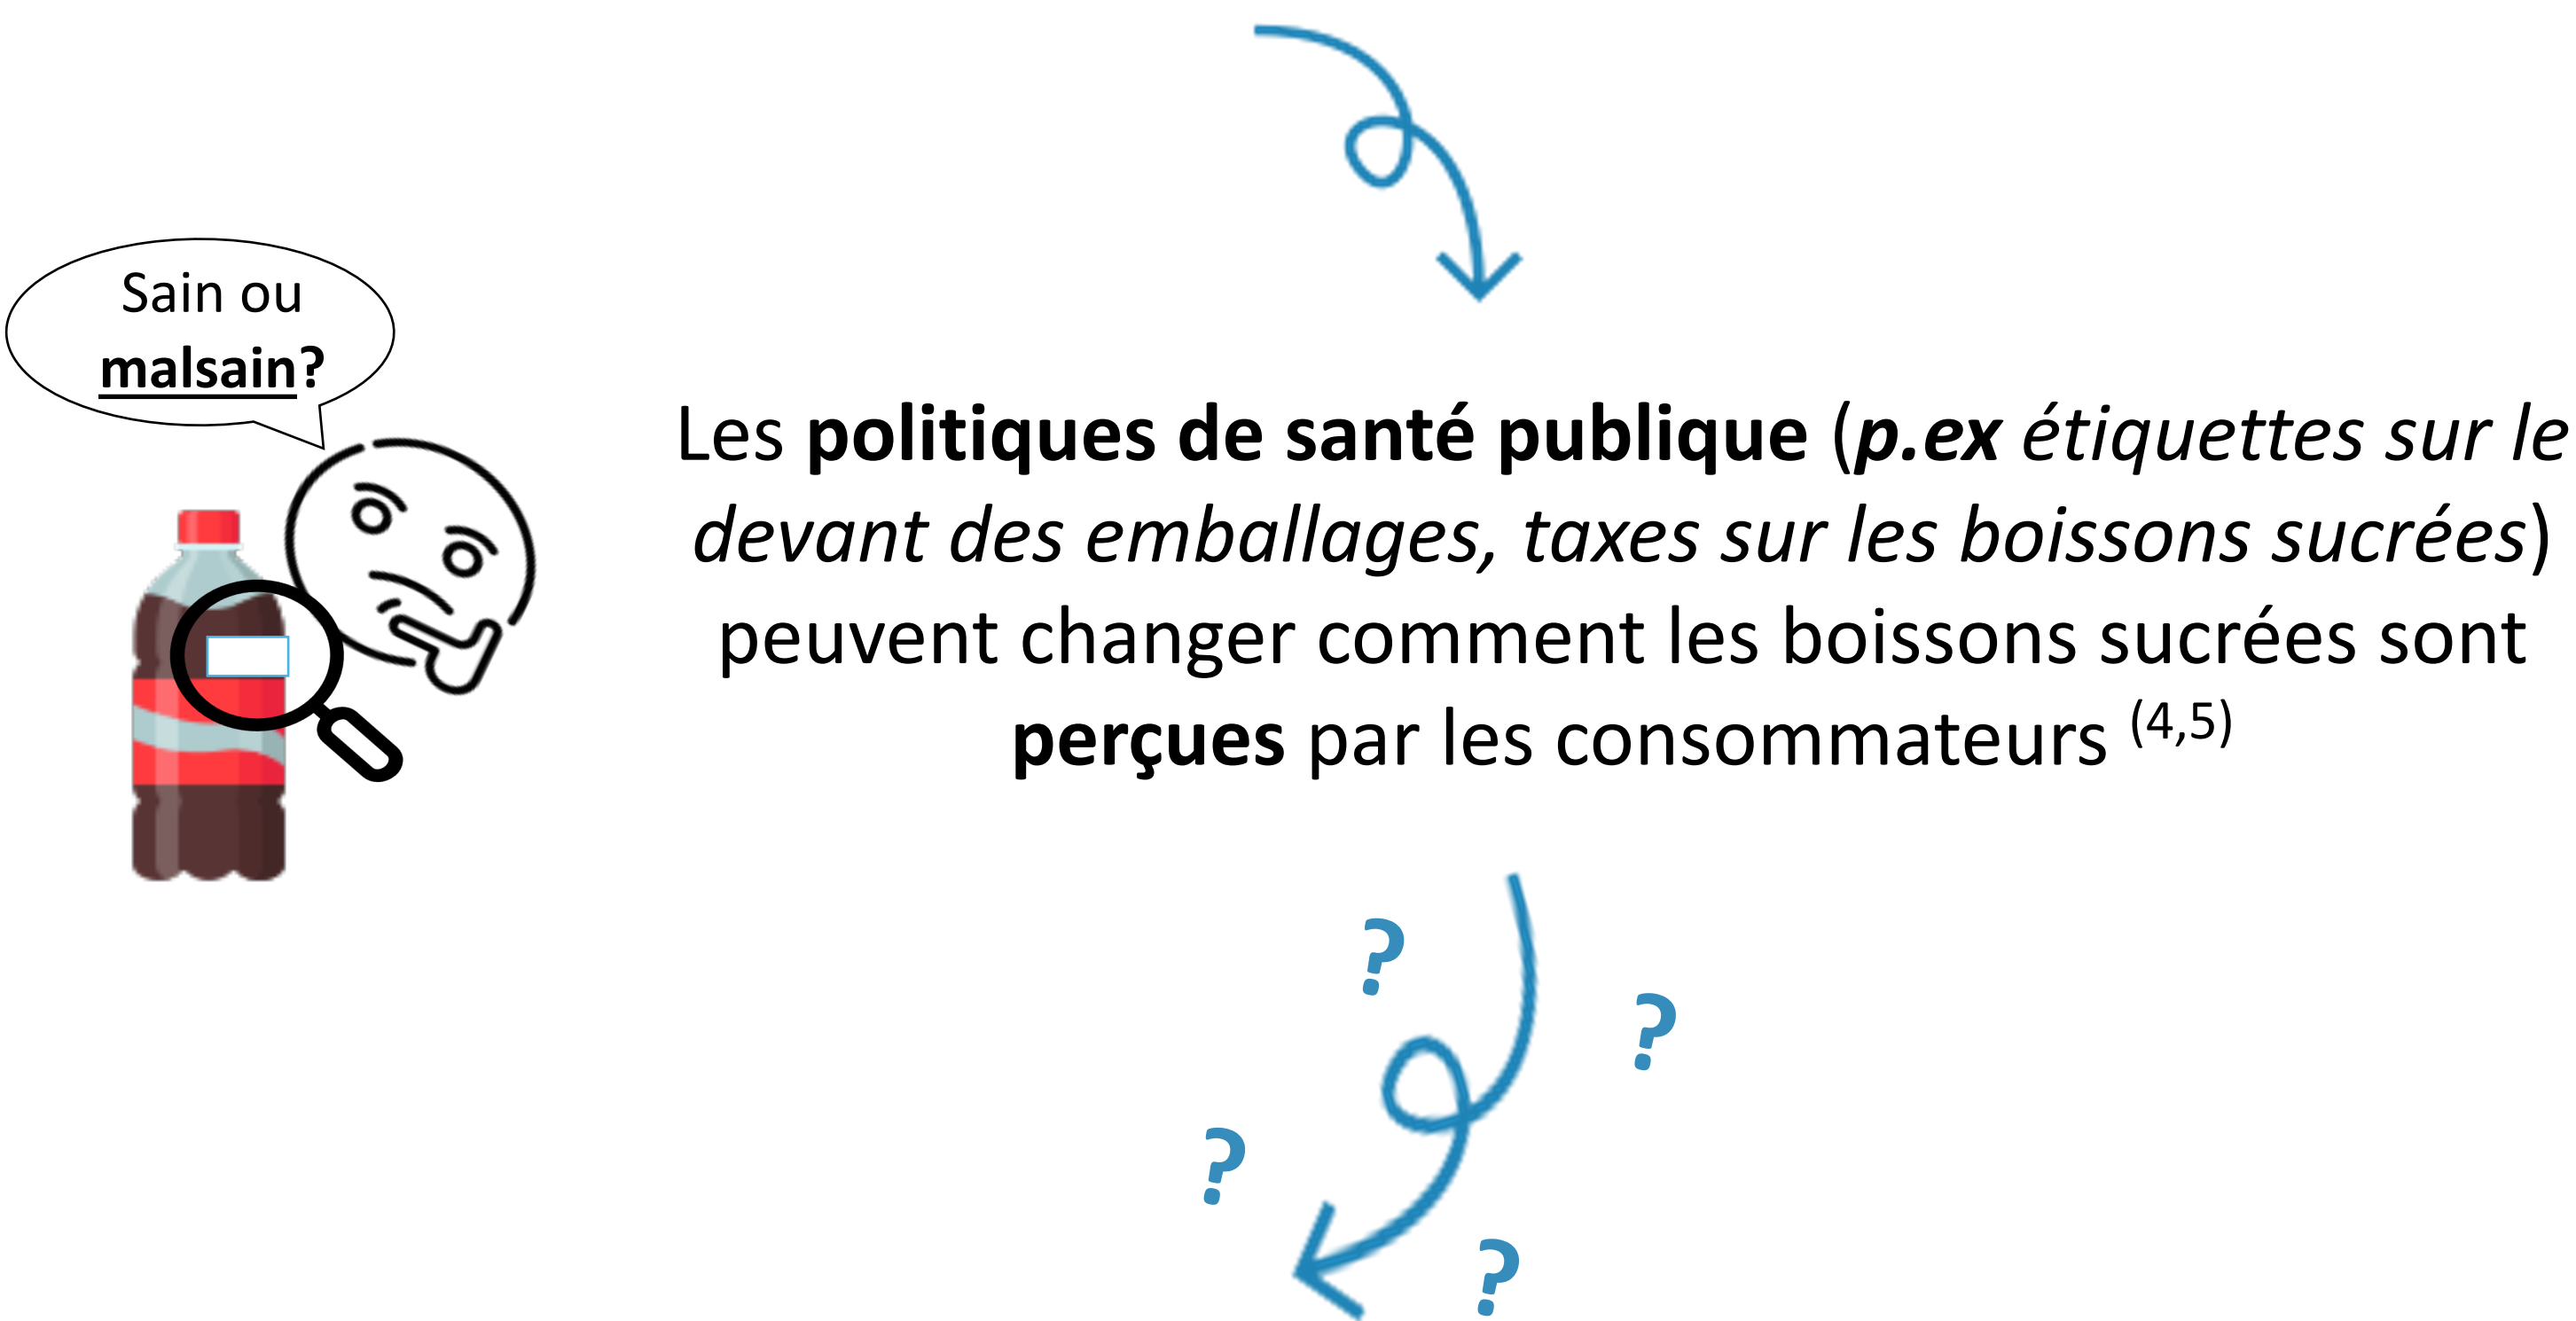 Sain ou
malsain?
Les politiques de santé publique (p.ex étiquettes sur le
devant des emballages, taxes sur les boissons sucrées)
peuvent changer comment les boissons sucrées sont
perçues par les consommateurs (4,5)
?
?
?
?